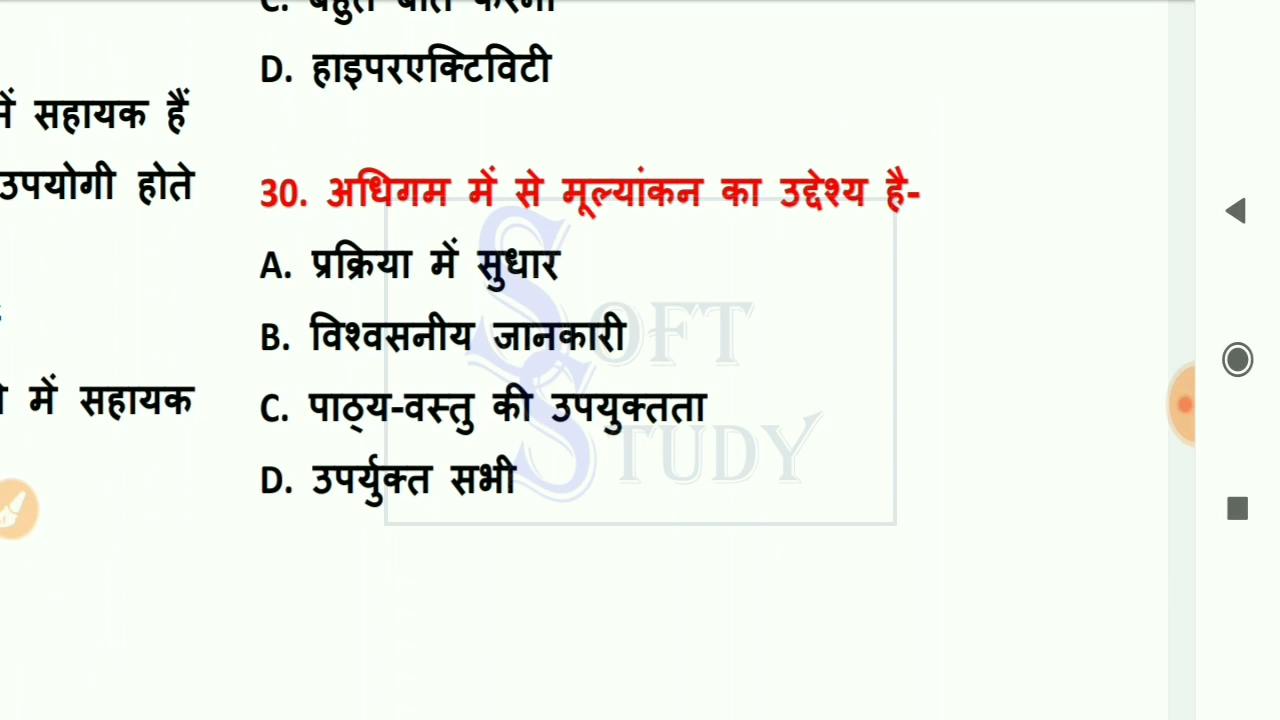 D. हाइपरएक्टिविटी
में सहायक हैं
उपयोगी होते
30. अधिगम में से मूल्यांकन का उद्देश्य है-
A. प्रक्रिया में सुधार
B. विश्वसनीय जानकारी
में सहायक
C. पाठ्य-वस्तु की उपयुक्तता
D. उपर्युक्त सभी
SOFT
STUDY